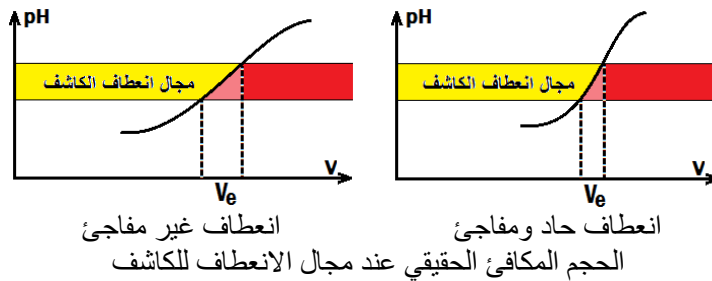 pH
pH
مجال انعطاف الكاشف
مجال انعطاف الكاشف
V
V
Ve
Ve
انعطاف حاد ومفاجئ
انعطاف غير مفاجئ
الحجم المكافئ الحقيقي عند مجال الانعطاف للكاشف